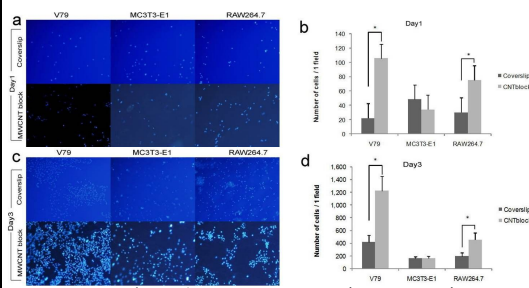 a
V79 MC3T3-E1 RAW264.7
Day1
Coverslip
MWCNT block
c
V79 MC3T3-E1 RAW264.7
Day3
Coverslip
MWCNT block
b
Day1
Number of cells / 1 field
140
120
100
80
60
40
20
0
*
*
V79 MC3T3-E1 RAW264.7
Coverslip
CNTblock
d
Day3
Number of cells / 1 field
1,600
1,400
1,200
1,000
800
600
400
200
0
*
*
V79 MC3T3-E1 RAW264.7
Coverslip
CNTblock